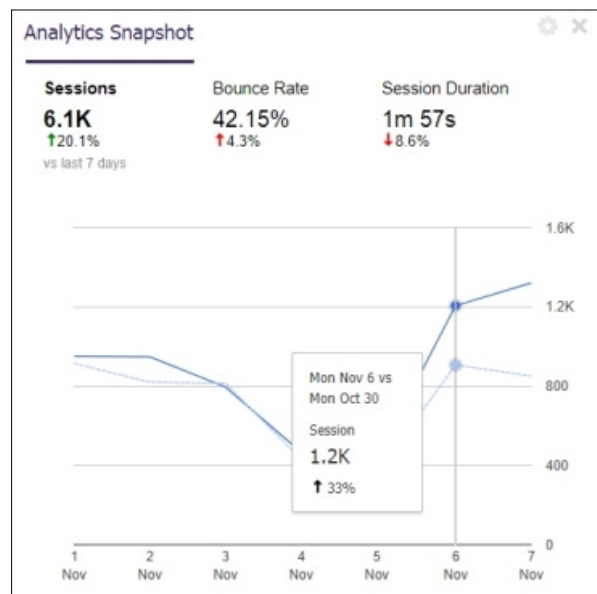 Analytics Snapshot
Sessions
6.1K
↑20.1%
vs last 7 days
Bounce Rate
42.15%
↑4.3%
Session Duration
1m 57s
↓8.6%
1.6K
1.2K
800
400
0
Mon Nov 6 vs
Mon Oct 30
Session
1.2K
↑ 33%
1 Nov
2 Nov
3 Nov
4 Nov
5 Nov
6 Nov
7 Nov